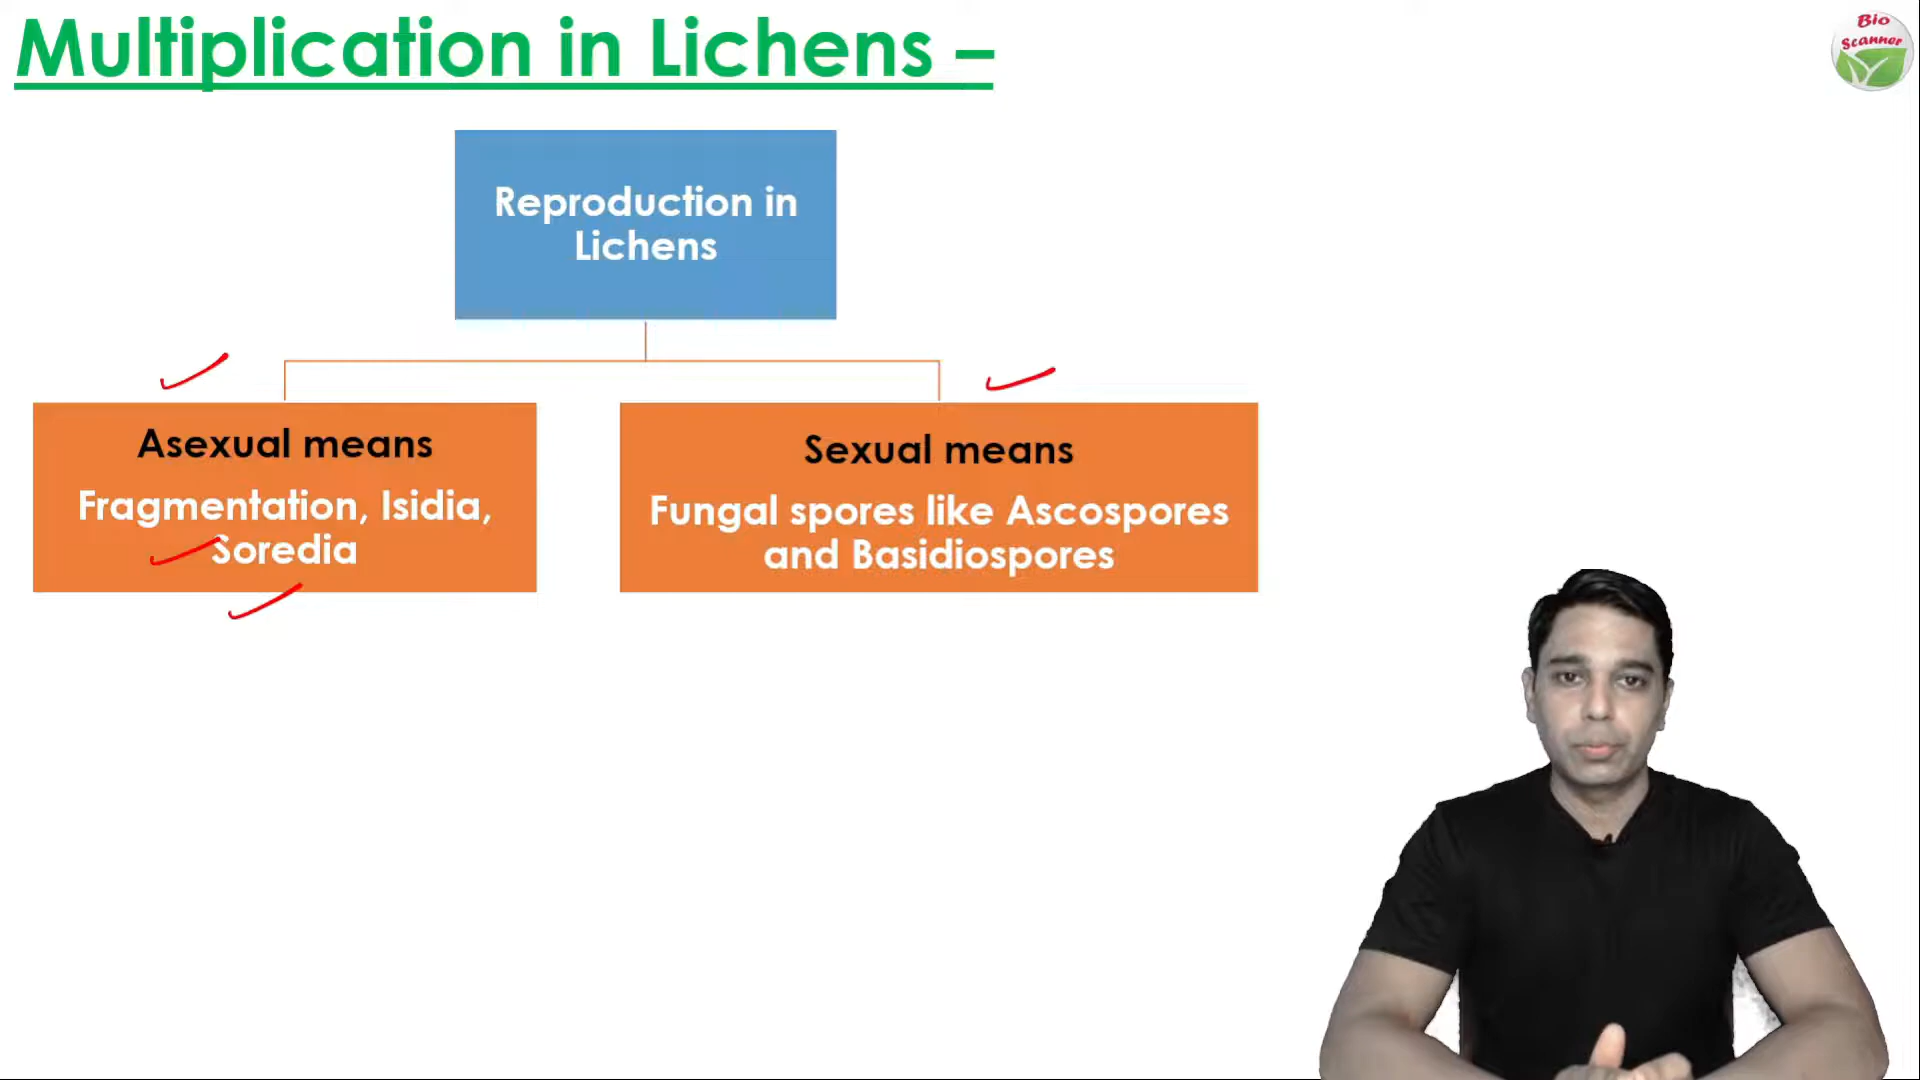 Multiplication in Lichens –
Bio
Scanner
Reproduction in
Lichens
Asexual means
Fragmentation, Isidia,
Soredia
Sexual means
Fungal spores like Ascospores
and Basidiospores